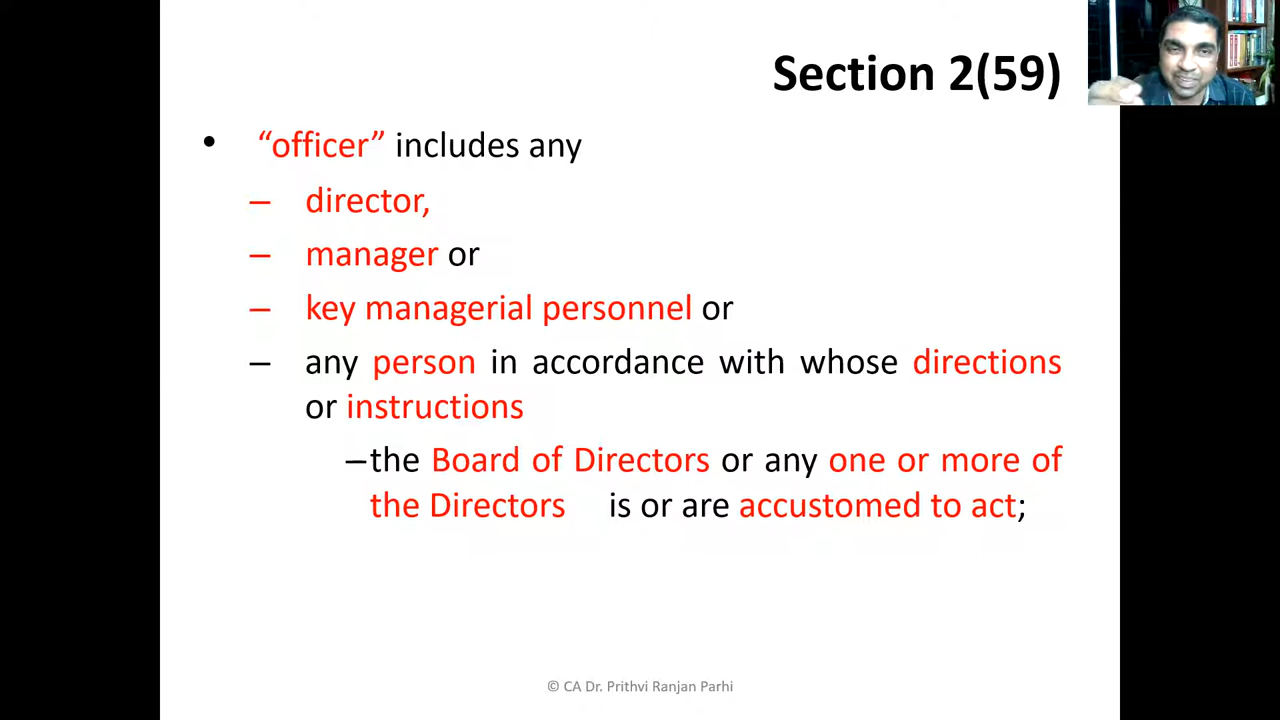 Section 2(59)
• “officer” includes any
– director,
– manager or
– key managerial personnel or
– any person in accordance with whose directions
or instructions
–the Board of Directors or any one or more of
the Directors is or are accustomed to act;
© CA Dr. Prithvi Ranjan Parhi